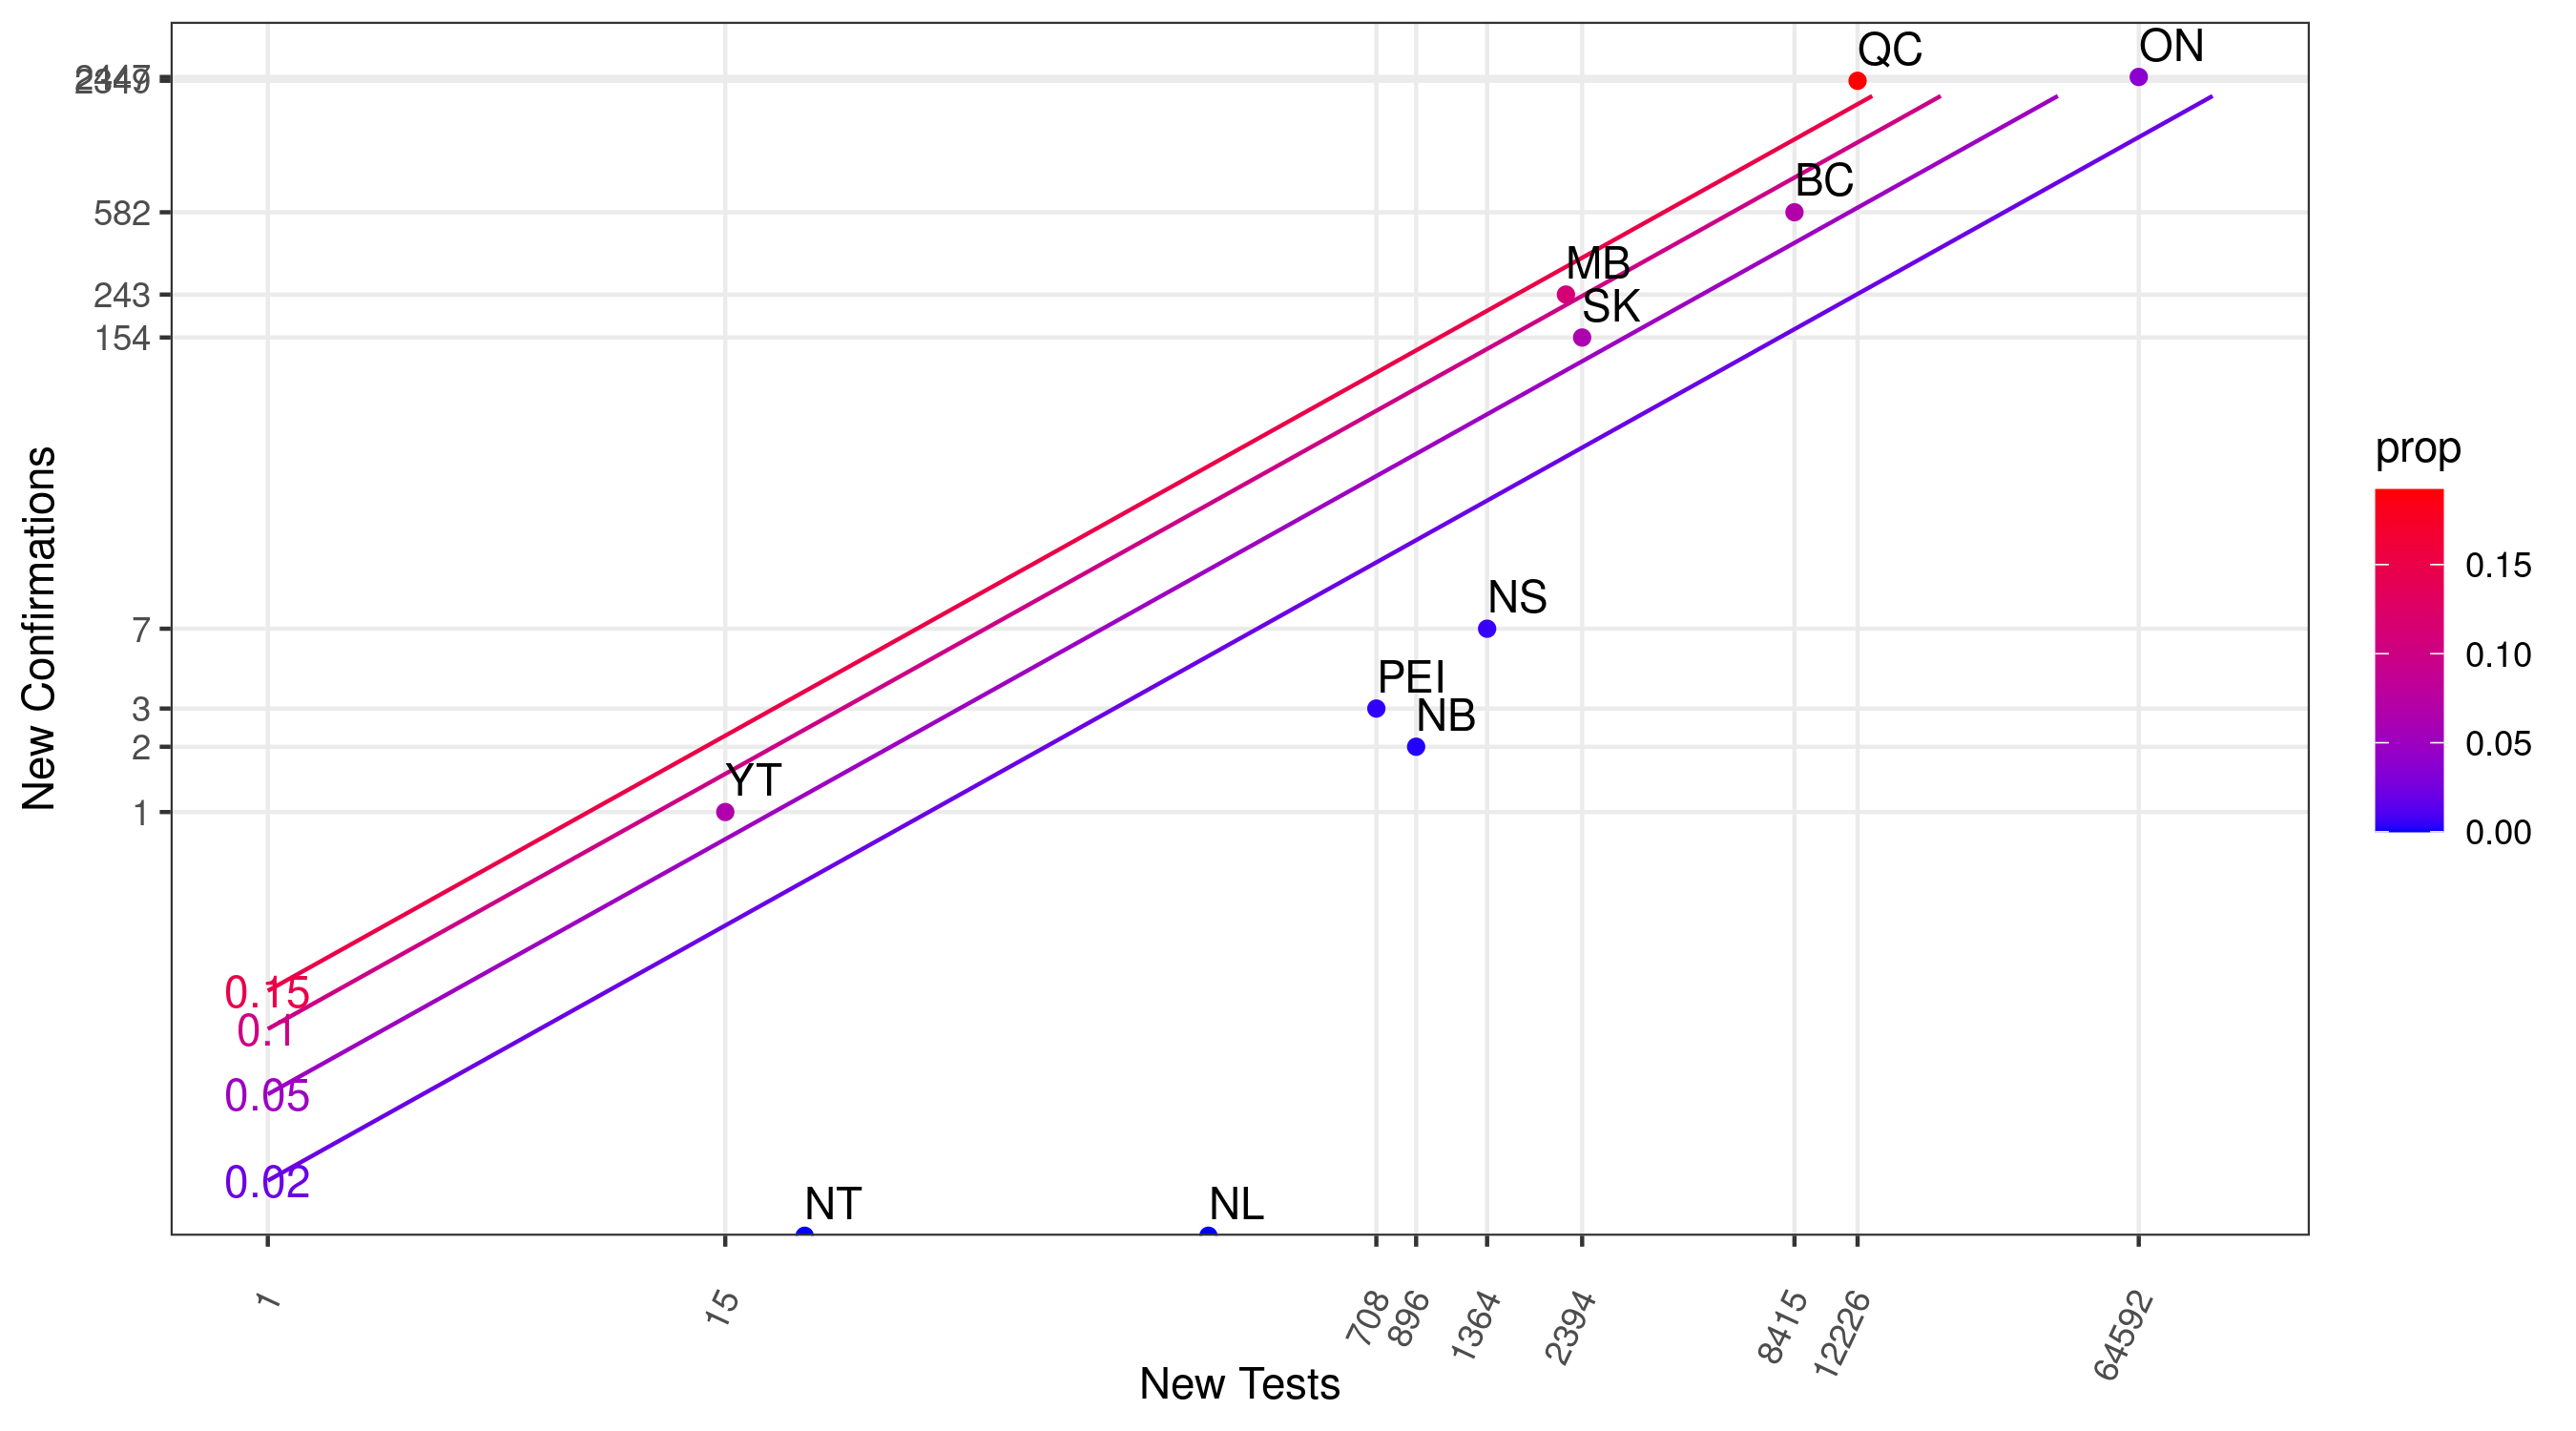 QC
ON
BC
MB
SK
NS
PEI
NB
YT
NT
NL
0.15
0.1
0.05
0.02
New Confirmations
2447
2349
582
243
154
7
3
2
1
1
15
708
896
1364
2394
8415
12226
64592
New Tests
prop
0.15
0.10
0.05
0.00